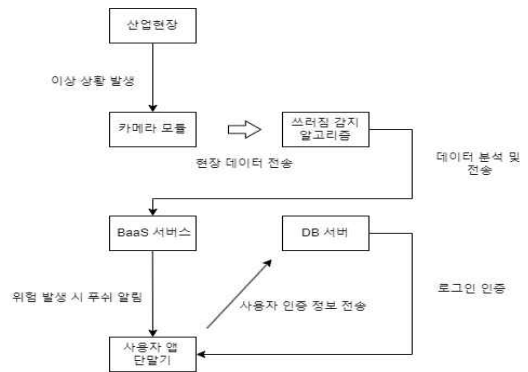 산업현장
이상 상황 발생
카메라 모듈
쓰러짐 감지
알고리즘
현장 데이터 전송
데이터 분석 및
전송
BaaS 서버스
DB 서버
위험 발생 시 푸쉬 알림
사용자 인증 정보 전송
로그인 인증
사용자 앱
단말기